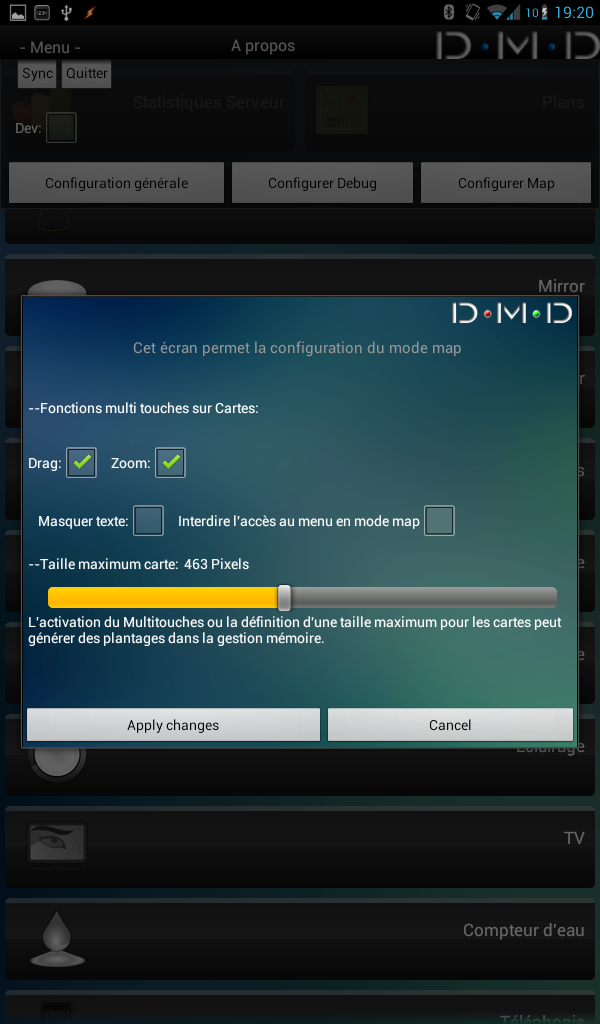 10 19:20
- Menu -
A propos
D M D
Sync Quitter
Statistiques Serveur
Plans
Dev:
Configuration générale
Configurer Debug
Configurer Map
Mirror
D M D
Cet écran permet la configuration du mode map
--Fonctions multi touches sur Cartes:
Drag: Zoom:
Masquer texte: Interdire l'accès au menu en mode map
--Taille maximum carte: 463 Pixels
L'activation du Multitouches ou la définition d'une taille maximum pour les cartes peut
générer des plantages dans la gestion mémoire.
Apply changes
Cancel
Eclairage
TV
Compteur d'eau
Téléphonie